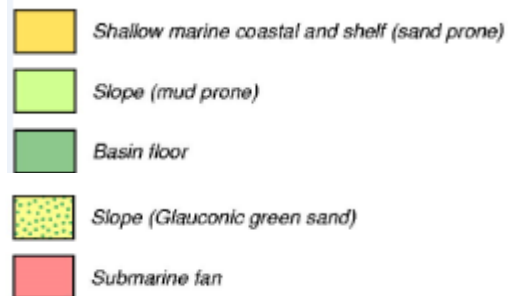 Shallow marine coastal and shelf (sand prone)
Slope (mud prone)
Basin floor
Slope (Glauconic green sand)
Submarine fan